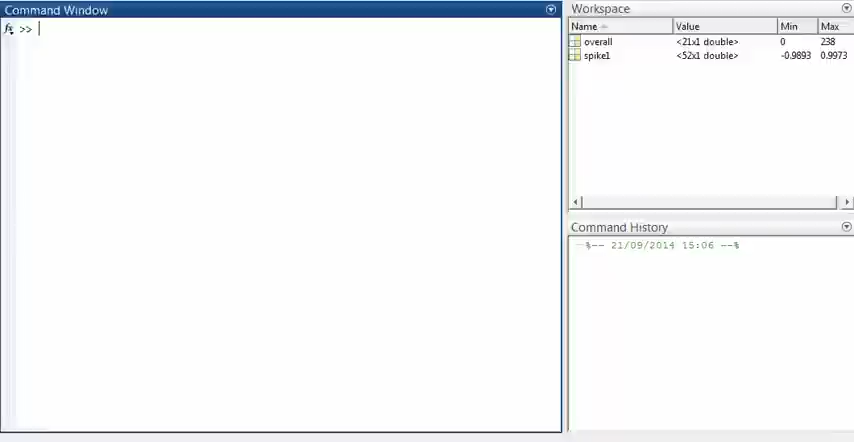 Command Window
fx >>
Workspace
Name Value Min Max
overall <21x1 double> 0 238
spike1 <52x1 double> -0.9893 0.9973
Command History
%-- 21/09/2014 15:06 --%